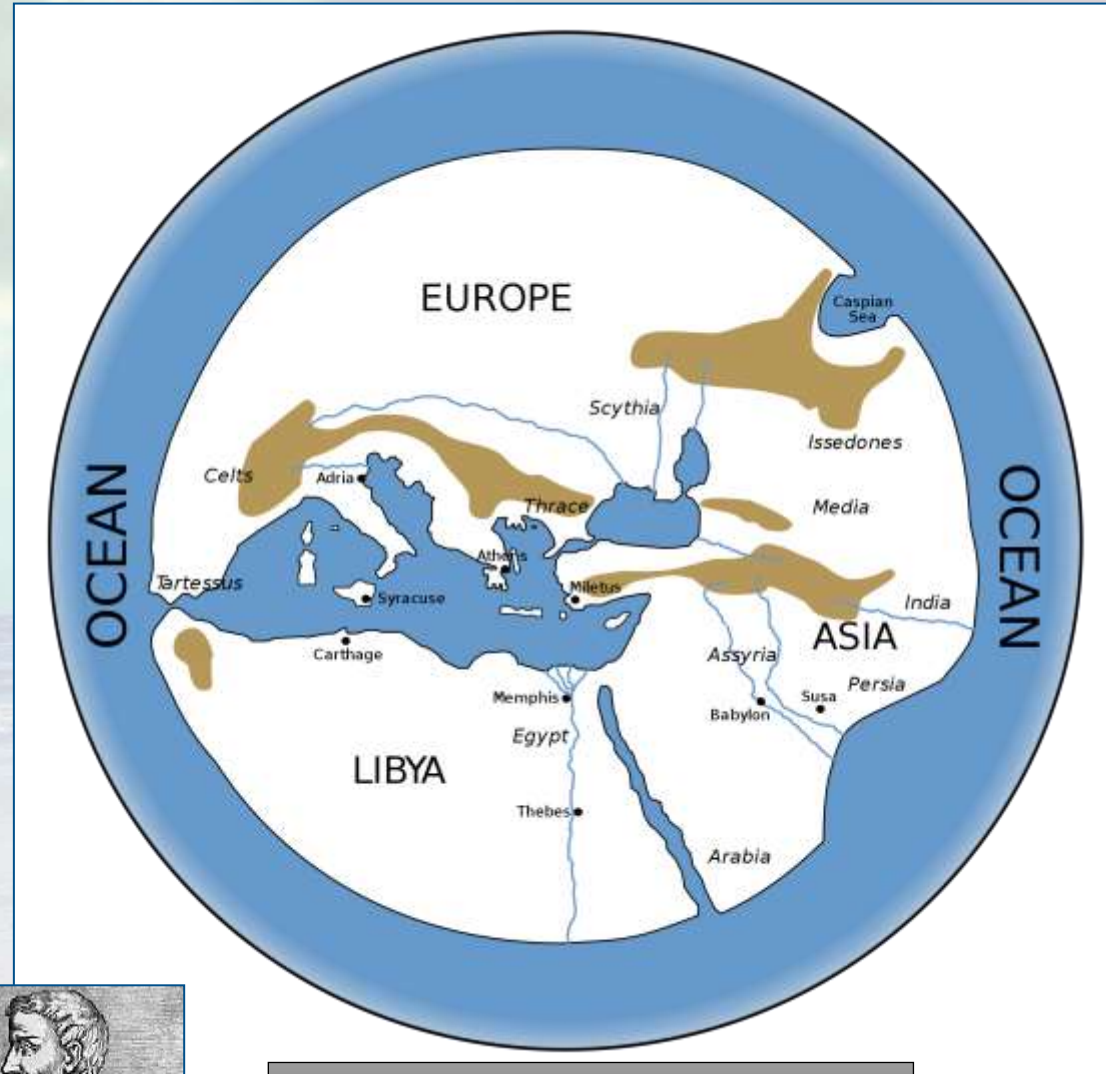 EUROPE
Caspian
Sea
Scythia
Issedones
Celts
Adria
Thrace
Media
OCEAN
OCEAN
Athens
Tartessus
Miletus
Syracuse
India
Carthage
ASIA
Assyria
Persia
Susa
Memphis
Babylon
Egypt
LIBYA
Thebes
Arabia